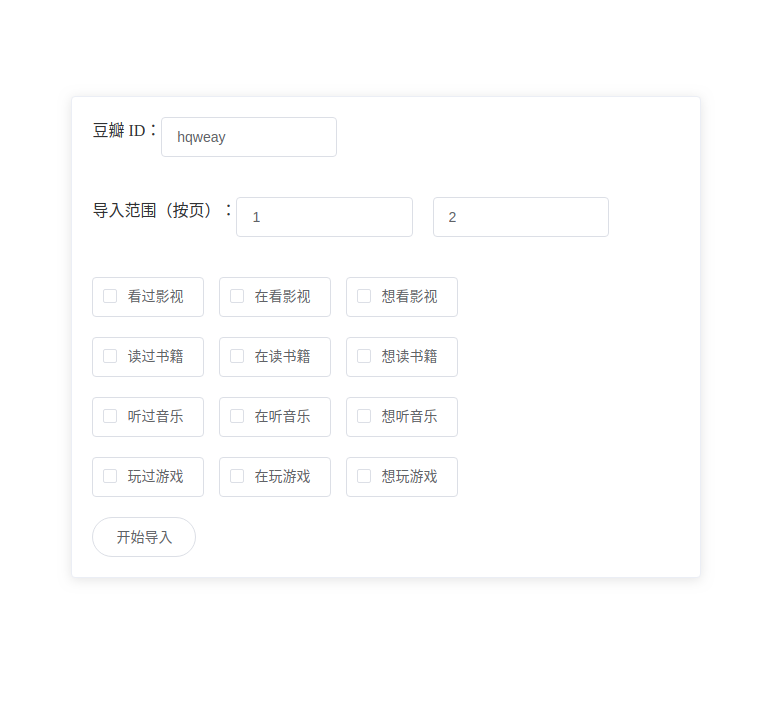 豆瓣 ID：hqweay
导入范围（按页）：1 2
看过影视 在看影视 想看影视
读过书籍 在读书籍 想读书籍
听过音乐 在听音乐 想听音乐
玩过游戏 在玩游戏 想玩游戏
开始导入